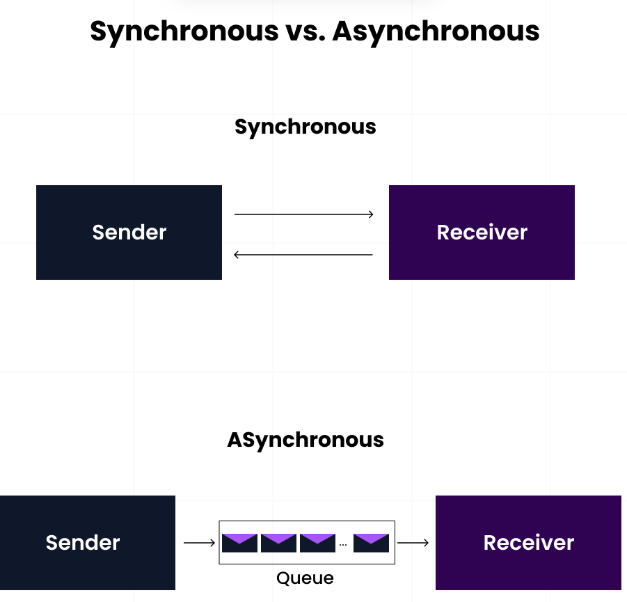 Synchronous vs. Asynchronous
Synchronous
Sender
Receiver
ASynchronous
Sender
...
Receiver
Queue